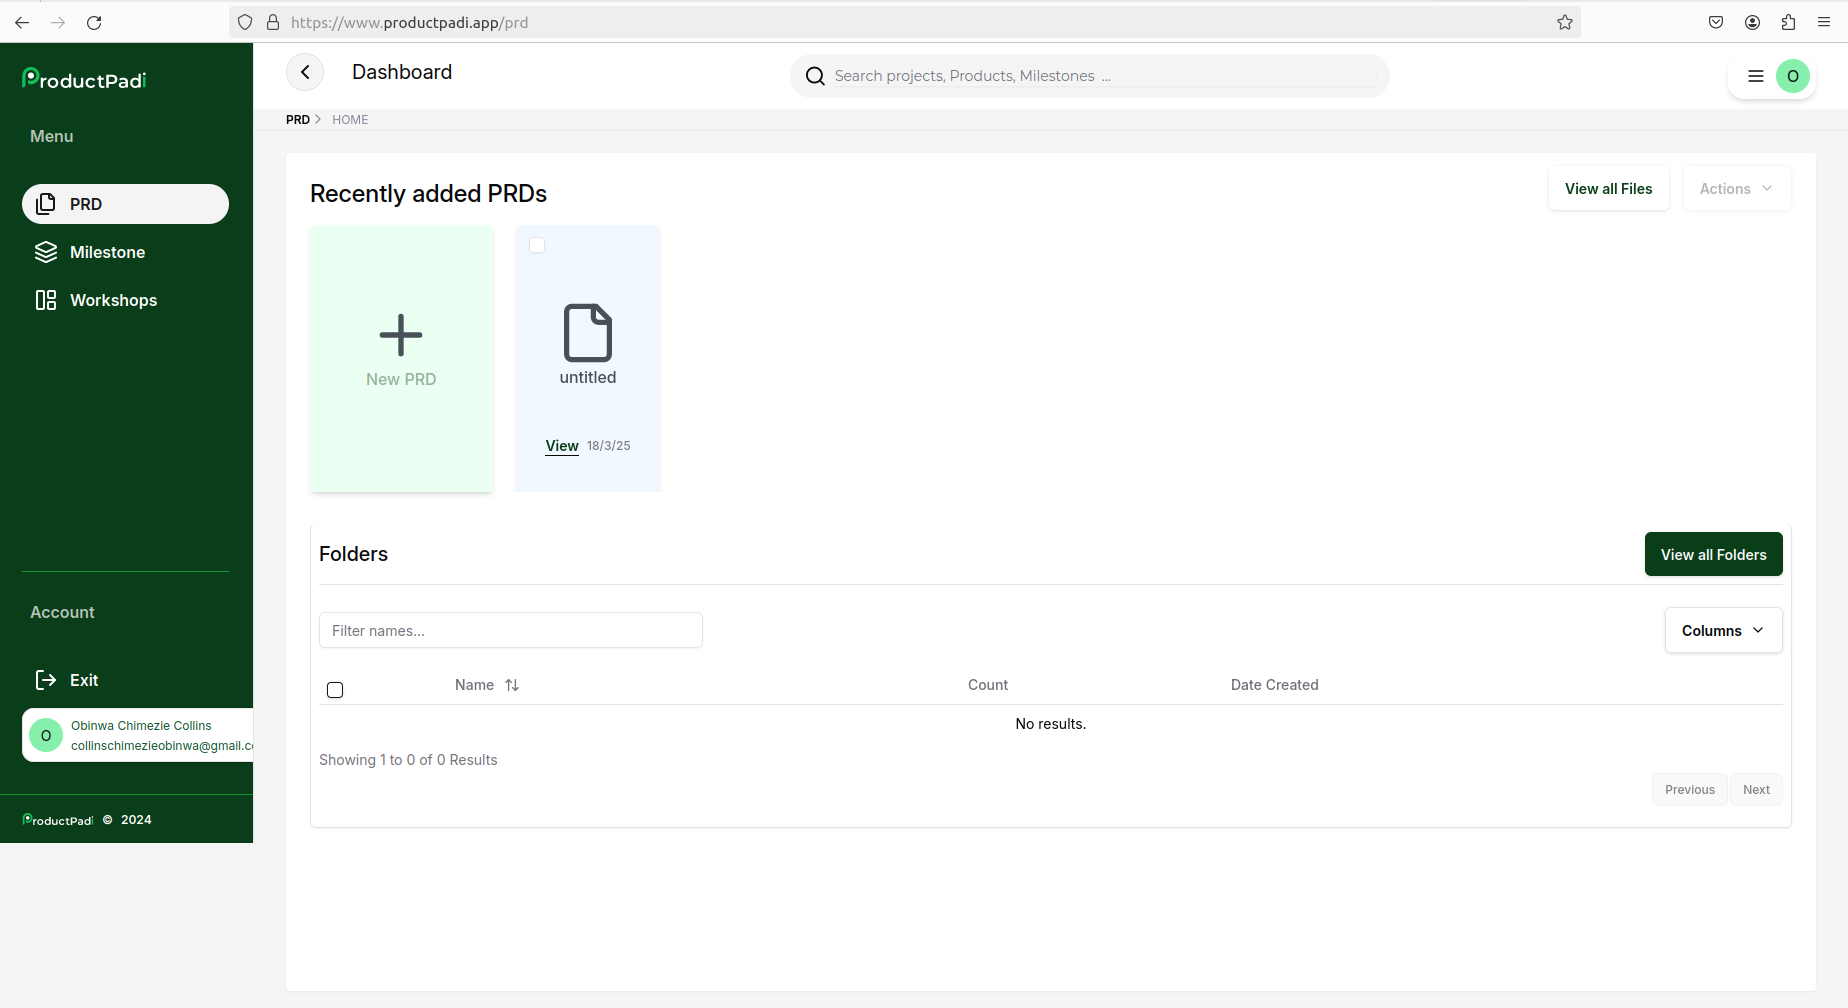 https://www.productpadi.app/prd
ProductPadi
Dashboard
Search projects, Products, Milestones ...
O
PRD
HOME
Menu
PRD
Milestone
Workshops
Recently added PRDs
View all Files
Actions
New PRD
untitled
View 18/3/25
Folders
View all Folders
Filter names...
Columns
Name
Count
Date Created
No results.
Showing 1 to 0 of 0 Results
Previous
Next
Account
Exit
O
Obinwa Chimezie Collins
collinschimezieobinwa@gmail.c
ProductPadi © 2024